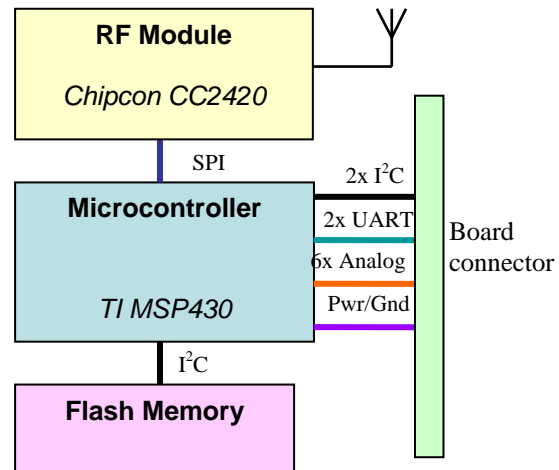 RF Module
Chipcon CC2420
SPI
Microcontroller
TI MSP430
2x I²C
2x UART
6x Analog
Pwr/Gnd
Board
connector
I²C
Flash Memory